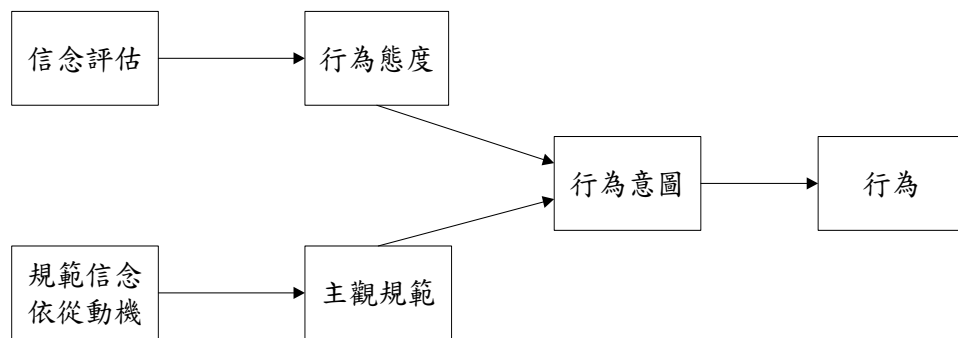 信念評估
行為態度
行為意圖
行為
規範信念
依從動機
主觀規範